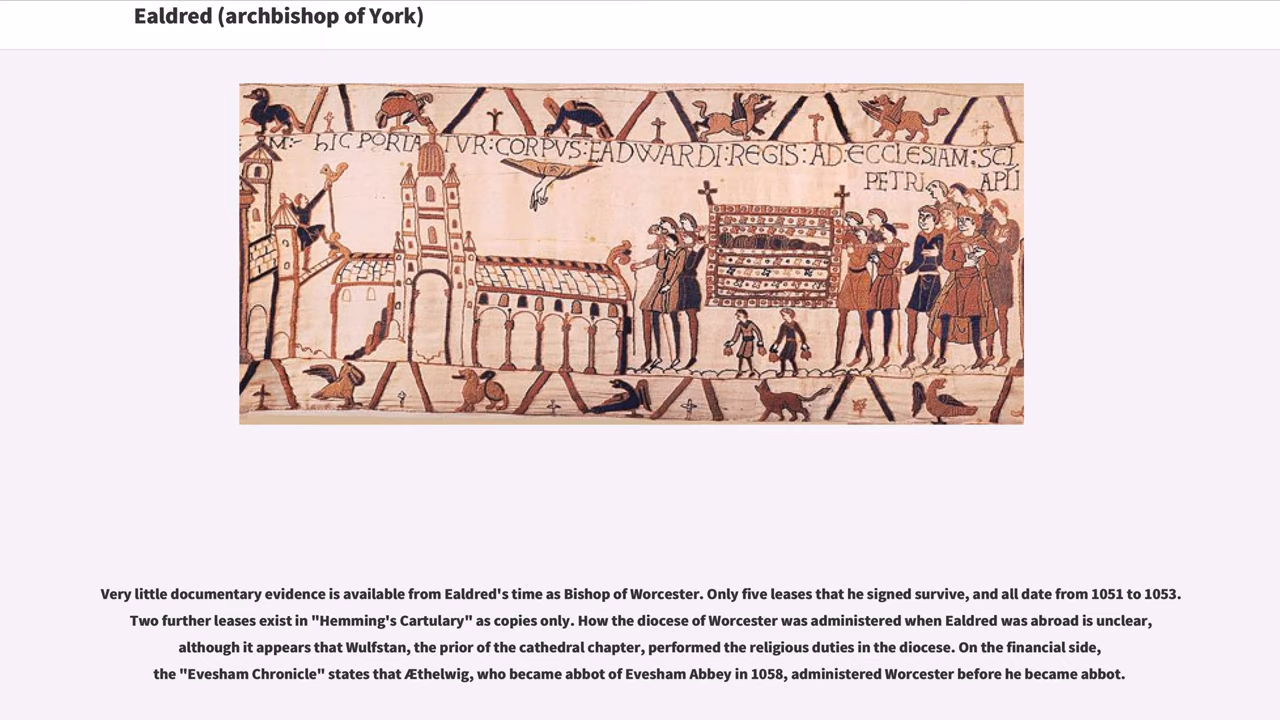 Ealdred (archbishop of York)
M:- hIC PORTATVR:CORPVS:EADWARDI:REGIS:AD:ECCLESIAM:SCI
PETRI APLI
Very little documentary evidence is available from Ealdred's time as Bishop of Worcester. Only five leases that he signed survive, and all date from 1051 to 1053.
Two further leases exist in "Hemming's Cartulary" as copies only. How the diocese of Worcester was administered when Ealdred was abroad is unclear,
although it appears that Wulfstan, the prior of the cathedral chapter, performed the religious duties in the diocese. On the financial side,
the "Evesham Chronicle" states that Æthelwig, who became abbot of Evesham Abbey in 1058, administered Worcester before he became abbot.